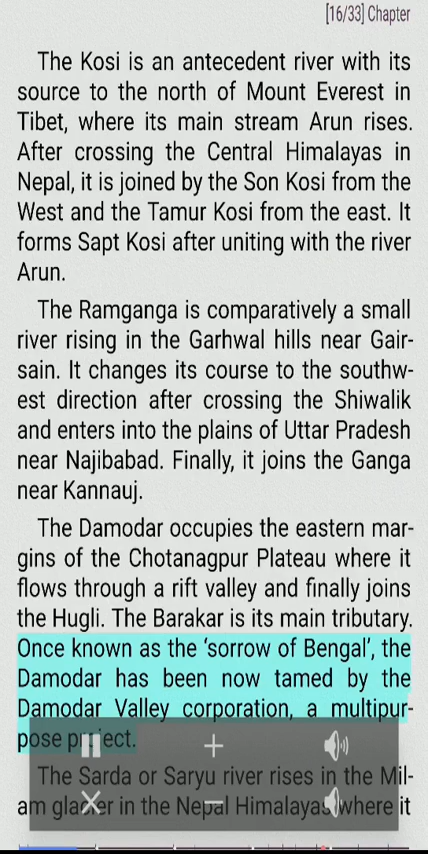 [16/33] Chapter
The Kosi is an antecedent river with its
source to the north of Mount Everest in
Tibet, where its main stream Arun rises.
After crossing the Central Himalayas in
Nepal, it is joined by the Son Kosi from the
West and the Tamur Kosi from the east. It
forms Sapt Kosi after uniting with the river
Arun.
The Ramganga is comparatively a small
river rising in the Garhwal hills near Gair-
sain. It changes its course to the southw-
est direction after crossing the Shiwalik
and enters into the plains of Uttar Pradesh
near Najibabad. Finally, it joins the Ganga
near Kannauj.
The Damodar occupies the eastern mar-
gins of the Chotanagpur Plateau where it
flows through a rift valley and finally joins
the Hugli. The Barakar is its main tributary.
Once known as the ‘sorrow of Bengal’, the
Damodar has been now tamed by the
Damodar Valley corporation, a multipur-
pose project.
The Sarda or Saryu river rises in the Mil-
am glacier in the Nepal Himalayas where it